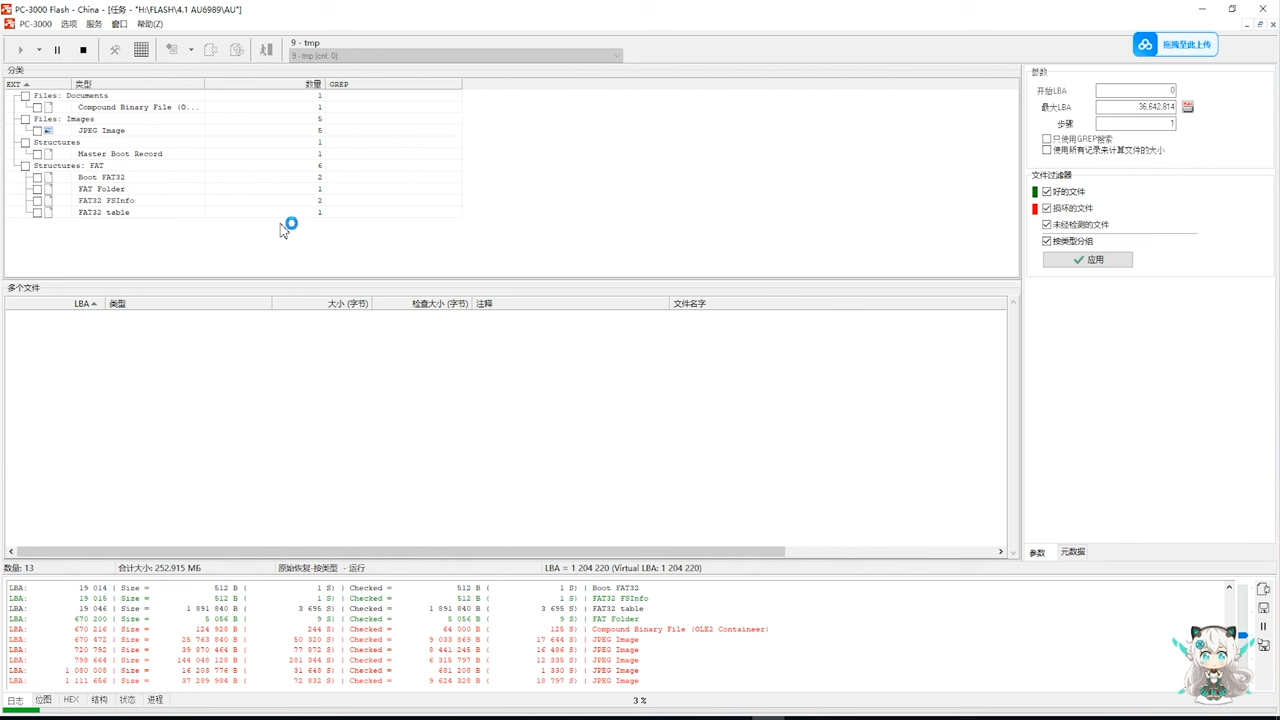 PC-3000 Flash - China - [任务 - "H:\FLASH\4.1 AU6989\AU"]
PC-3000 选项 服务 窗口 帮助(Z)
拖拽至此上传
9 - tmp
9 - tmp (cnt: 0)
分类
EXT 类型 数量 GREP
Files: Documents 1
Compound Binary File (O... 1
Files: Images 5
JPEG Image 5
Structures 1
Master Boot Record 1
Structures: FAT 6
Boot FAT32 2
FAT Folder 1
FAT32 FSInfo 2
FAT32 table 1
参数
开始LBA 0
最大LBA 36,642,814
步骤 1
只使用GREP搜索
使用所有记录来计算文件的大小
文件过滤器
好的文件
损坏的文件
未经检测的文件
按类型分组
应用
多个文件
LBA 类型 大小 (字节) 检查大小 (字节) 注释 文件名字
参数 元数据
数量: 13 合计大小: 252.915 МБ 原始恢复-按类型 - 运行 LBA = 1 204 220 (Virtual LBA: 1 204 220)
LBA: 19 014 | Size = 512 B ( 1 S) | Checked = 512 B ( 1 S) | Boot FAT32
LBA: 19 015 | Size = 512 B ( 1 S) | Checked = 512 B ( 1 S) | FAT32 FSInfo
LBA: 19 046 | Size = 1 891 840 B ( 3 695 S) | Checked = 1 891 840 B ( 3 695 S) | FAT32 table
LBA: 670 200 | Size = 5 056 B ( 9 S) | Checked = 5 056 B ( 9 S) | FAT Folder
LBA: 670 216 | Size = 124 928 B ( 244 S) | Checked = 64 000 B ( 125 S) | Compound Binary File (OLE2 Containeer)
LBA: 670 472 | Size = 25 763 840 B ( 50 320 S) | Checked = 9 033 869 B ( 17 644 S) | JPEG Image
LBA: 720 792 | Size = 39 870 464 B ( 77 872 S) | Checked = 8 441 245 B ( 16 486 S) | JPEG Image
LBA: 798 664 | Size = 144 048 128 B ( 281 344 S) | Checked = 6 315 797 B ( 12 335 S) | JPEG Image
LBA: 1 080 008 | Size = 16 203 776 B ( 31 648 S) | Checked = 681 208 B ( 1 330 S) | JPEG Image
LBA: 1 111 656 | Size = 37 289 984 B ( 72 832 S) | Checked = 9 624 328 B ( 18 797 S) | JPEG Image
日志 位图 HEX 结构 状态 进程 3 %